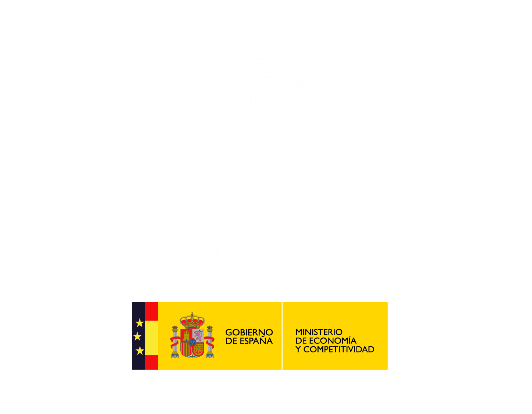 GOBIERNO
DE ESPAÑA
MINISTERIO
DE ECONOMÍA
Y COMPETITIVIDAD